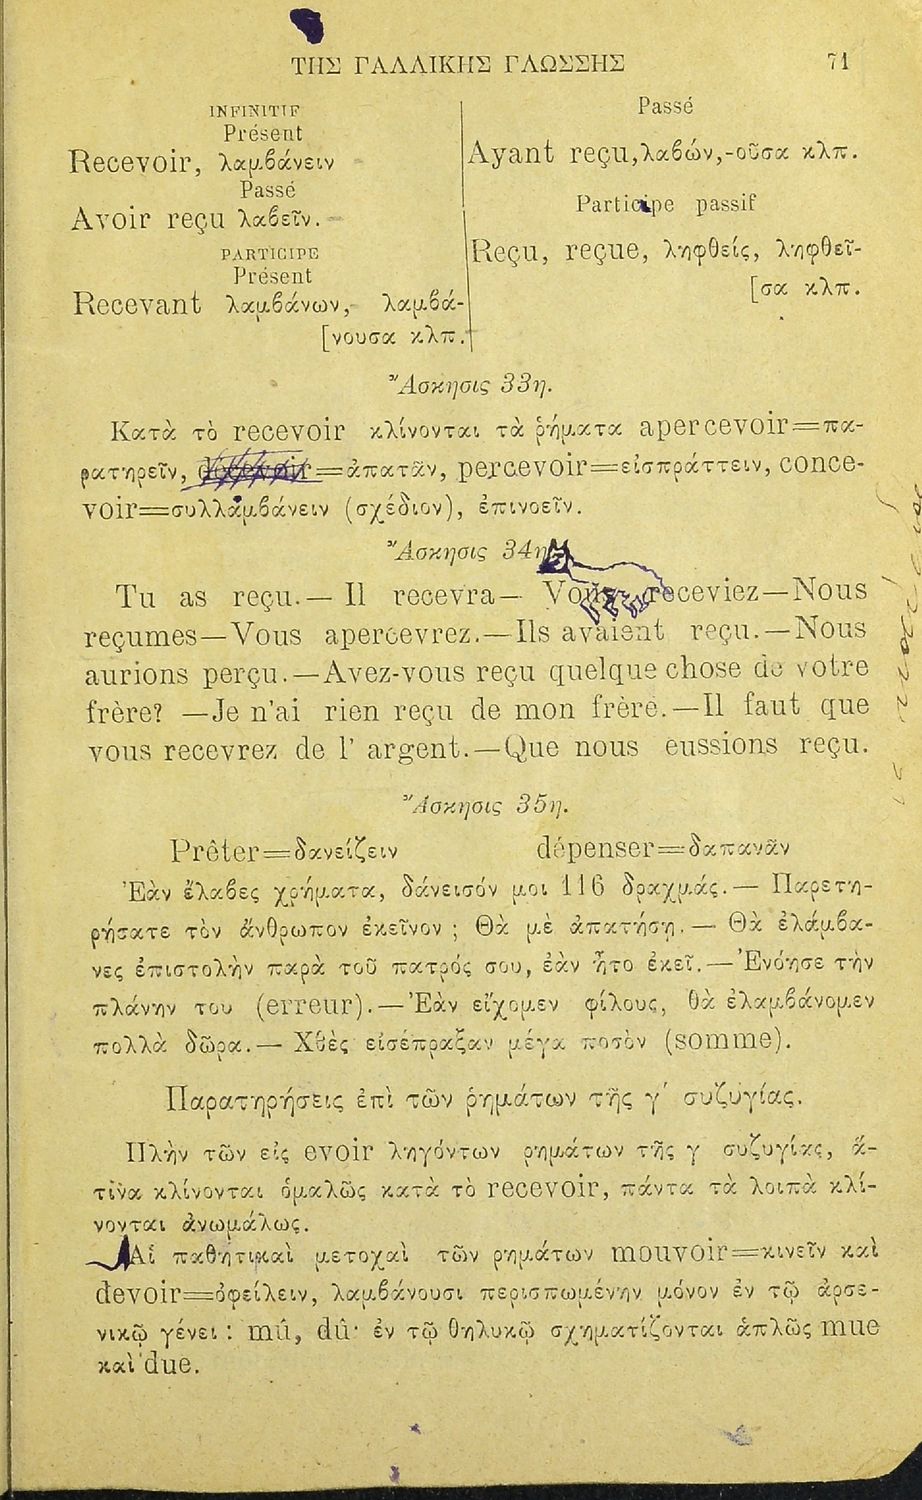 ΤΗΣ ΓΑΛΛΙΚΗΣ ΓΛΩΣΣΗΣ 71
INFINITIF
Présent
Recevoir, λαμβάνειν
Passé
Avoir reçu λαβεῖν.
PARTICIPE
Présent
Recevant λαμβάνων, λαμβά-
[νουσα κλπ.
Passé
Ayant reçu, λαβών,-οῦσα κλπ.
Participe passif
Reçu, reçue, ληφθείς, ληφθεῖ-
[σα κλπ.
Ἄσκησις 33η.
Κατὰ τὸ recevoir κλίνονται τὰ ῥήματα apercevoir=πα-
ρατηρεῖν, =ἀπατᾶν, percevoir=εἰσπράττειν, conce-
voir=συλλαμβάνειν (σχέδιον), ἐπινοεῖν.
Ἄσκησις 34η
Tu as reçu.— Il recevra— Vous receviez—Nous
reçumes—Vous apercevrez.—Ils avaient reçu.—Nous
aurions perçu.—Avez-vous reçu quelque chose de votre
frère? —Je n'ai rien reçu de mon frère.—Il faut que
vous recevrez de l' argent.—Que nous eussions reçu.
Ἄσκησις 35η.
Prêter=δανείζειν dépenser=δαπανᾶν
Ἐὰν ἔλαβες χρήματα, δάνεισόν μοι 116 δραχμάς.— Παρετη-
ρήσατε τὸν ἄνθρωπον ἐκεῖνον ; Θὰ μὲ ἀπατήσῃ.— Θὰ ἐλάμβα-
νες ἐπιστολὴν παρὰ τοῦ πατρός σου, ἐὰν ἦτο ἐκεῖ.—Ἐνόησε τὴν
πλάνην του (erreur).—Ἐὰν εἴχομεν φίλους, θὰ ἐλαμβάνομεν
πολλὰ δῶρα.— Χθὲς εἰσέπραξαν μέγα ποσὸν (somme).
Παρατηρήσεις ἐπὶ τῶν ῥημάτων τῆς γ΄ συζυγίας.
Πλὴν τῶν εἰς evoir ληγόντων ρημάτων τῆς γ συζυγίας, ἅ-
τινα κλίνονται ὁμαλῶς κατὰ τὸ recevoir, πάντα τὰ λοιπὰ κλί-
νονται ἀνωμάλως.
Αἱ παθητικαὶ μετοχαὶ τῶν ρημάτων mouvoir=κινεῖν καὶ
devoir=ὀφείλειν, λαμβάνουσι περισπωμένην μόνον ἐν τῷ ἀρσε-
νικῷ γένει : mû, dû· ἐν τῷ θηλυκῷ σχηματίζονται ἁπλῶς mue
καὶ due.